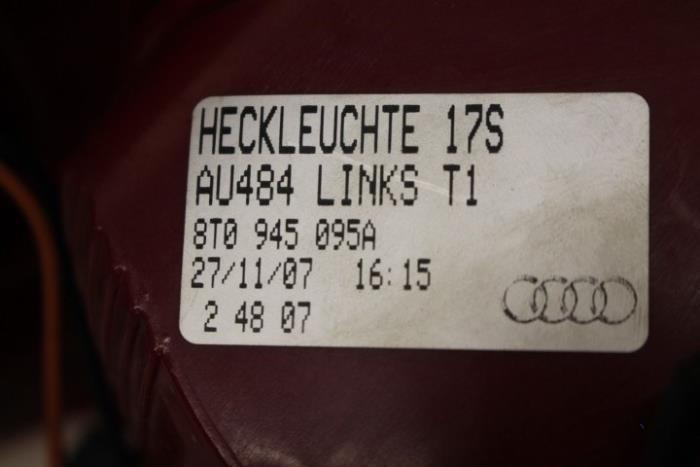 HECKLEUCHTE 17S
AU484 LINKS T1
8T0 945 095A
27/11/07 16:15
2 48 07